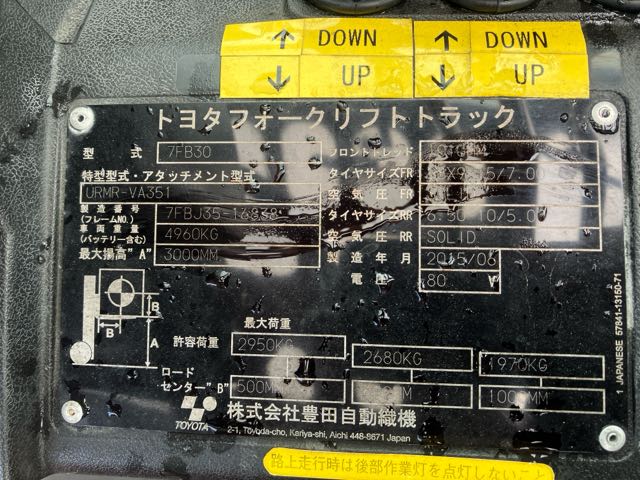 ↑ DOWN ↑ DOWN
↓ UP ↓ UP
トヨタフォークリフトトラック
型式 7FB30
フロントトレッド
特型型式・アタッチメント型式
タイヤサイズFR
URMR-VA351
空気圧FR
製造番号
(フレームNO.)
タイヤサイズRR
車両重量
(バッテリー含む) 4960KG
空気圧RR SOLID
最大揚高"A" 3000MM
製造年月 2015/06
電圧 80 V
B
B
A
最大荷重
許容荷重 2950KG 2680KG 1970KG
ロード
センター"B" 500MM 1000MM
TOYOTA
株式会社豊田自動織機
2-1, Toyoda-cho, Kariya-shi, Aichi 448-8671 Japan
1 JAPANESE 57841-13150-71
路上走行時は後部作業灯を点灯しないこと